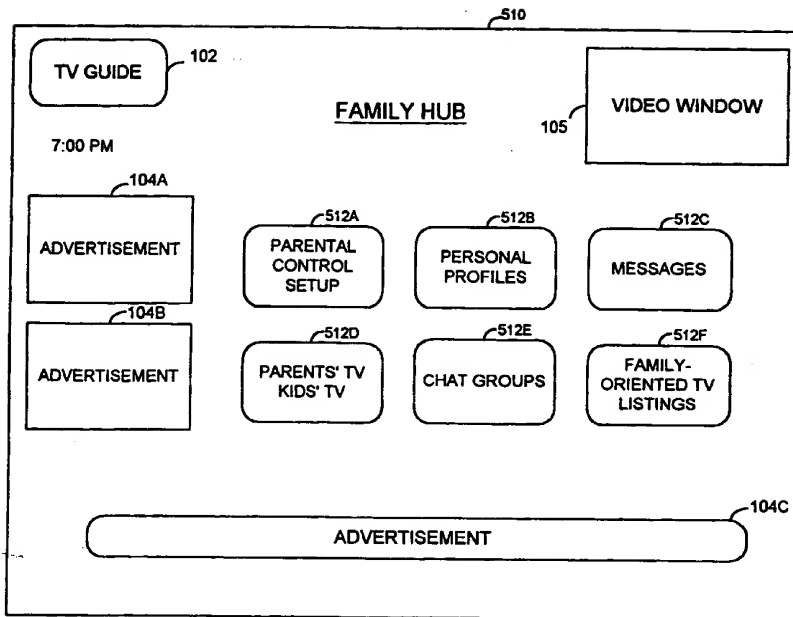 510
TV GUIDE
102
FAMILY HUB
105
VIDEO WINDOW
7:00 PM
104A
ADVERTISEMENT
512A
PARENTAL
CONTROL
SETUP
512B
PERSONAL
PROFILES
512C
MESSAGES
104B
ADVERTISEMENT
512D
PARENTS' TV
KIDS' TV
512E
CHAT GROUPS
512F
FAMILY-
ORIENTED TV
LISTINGS
104C
ADVERTISEMENT